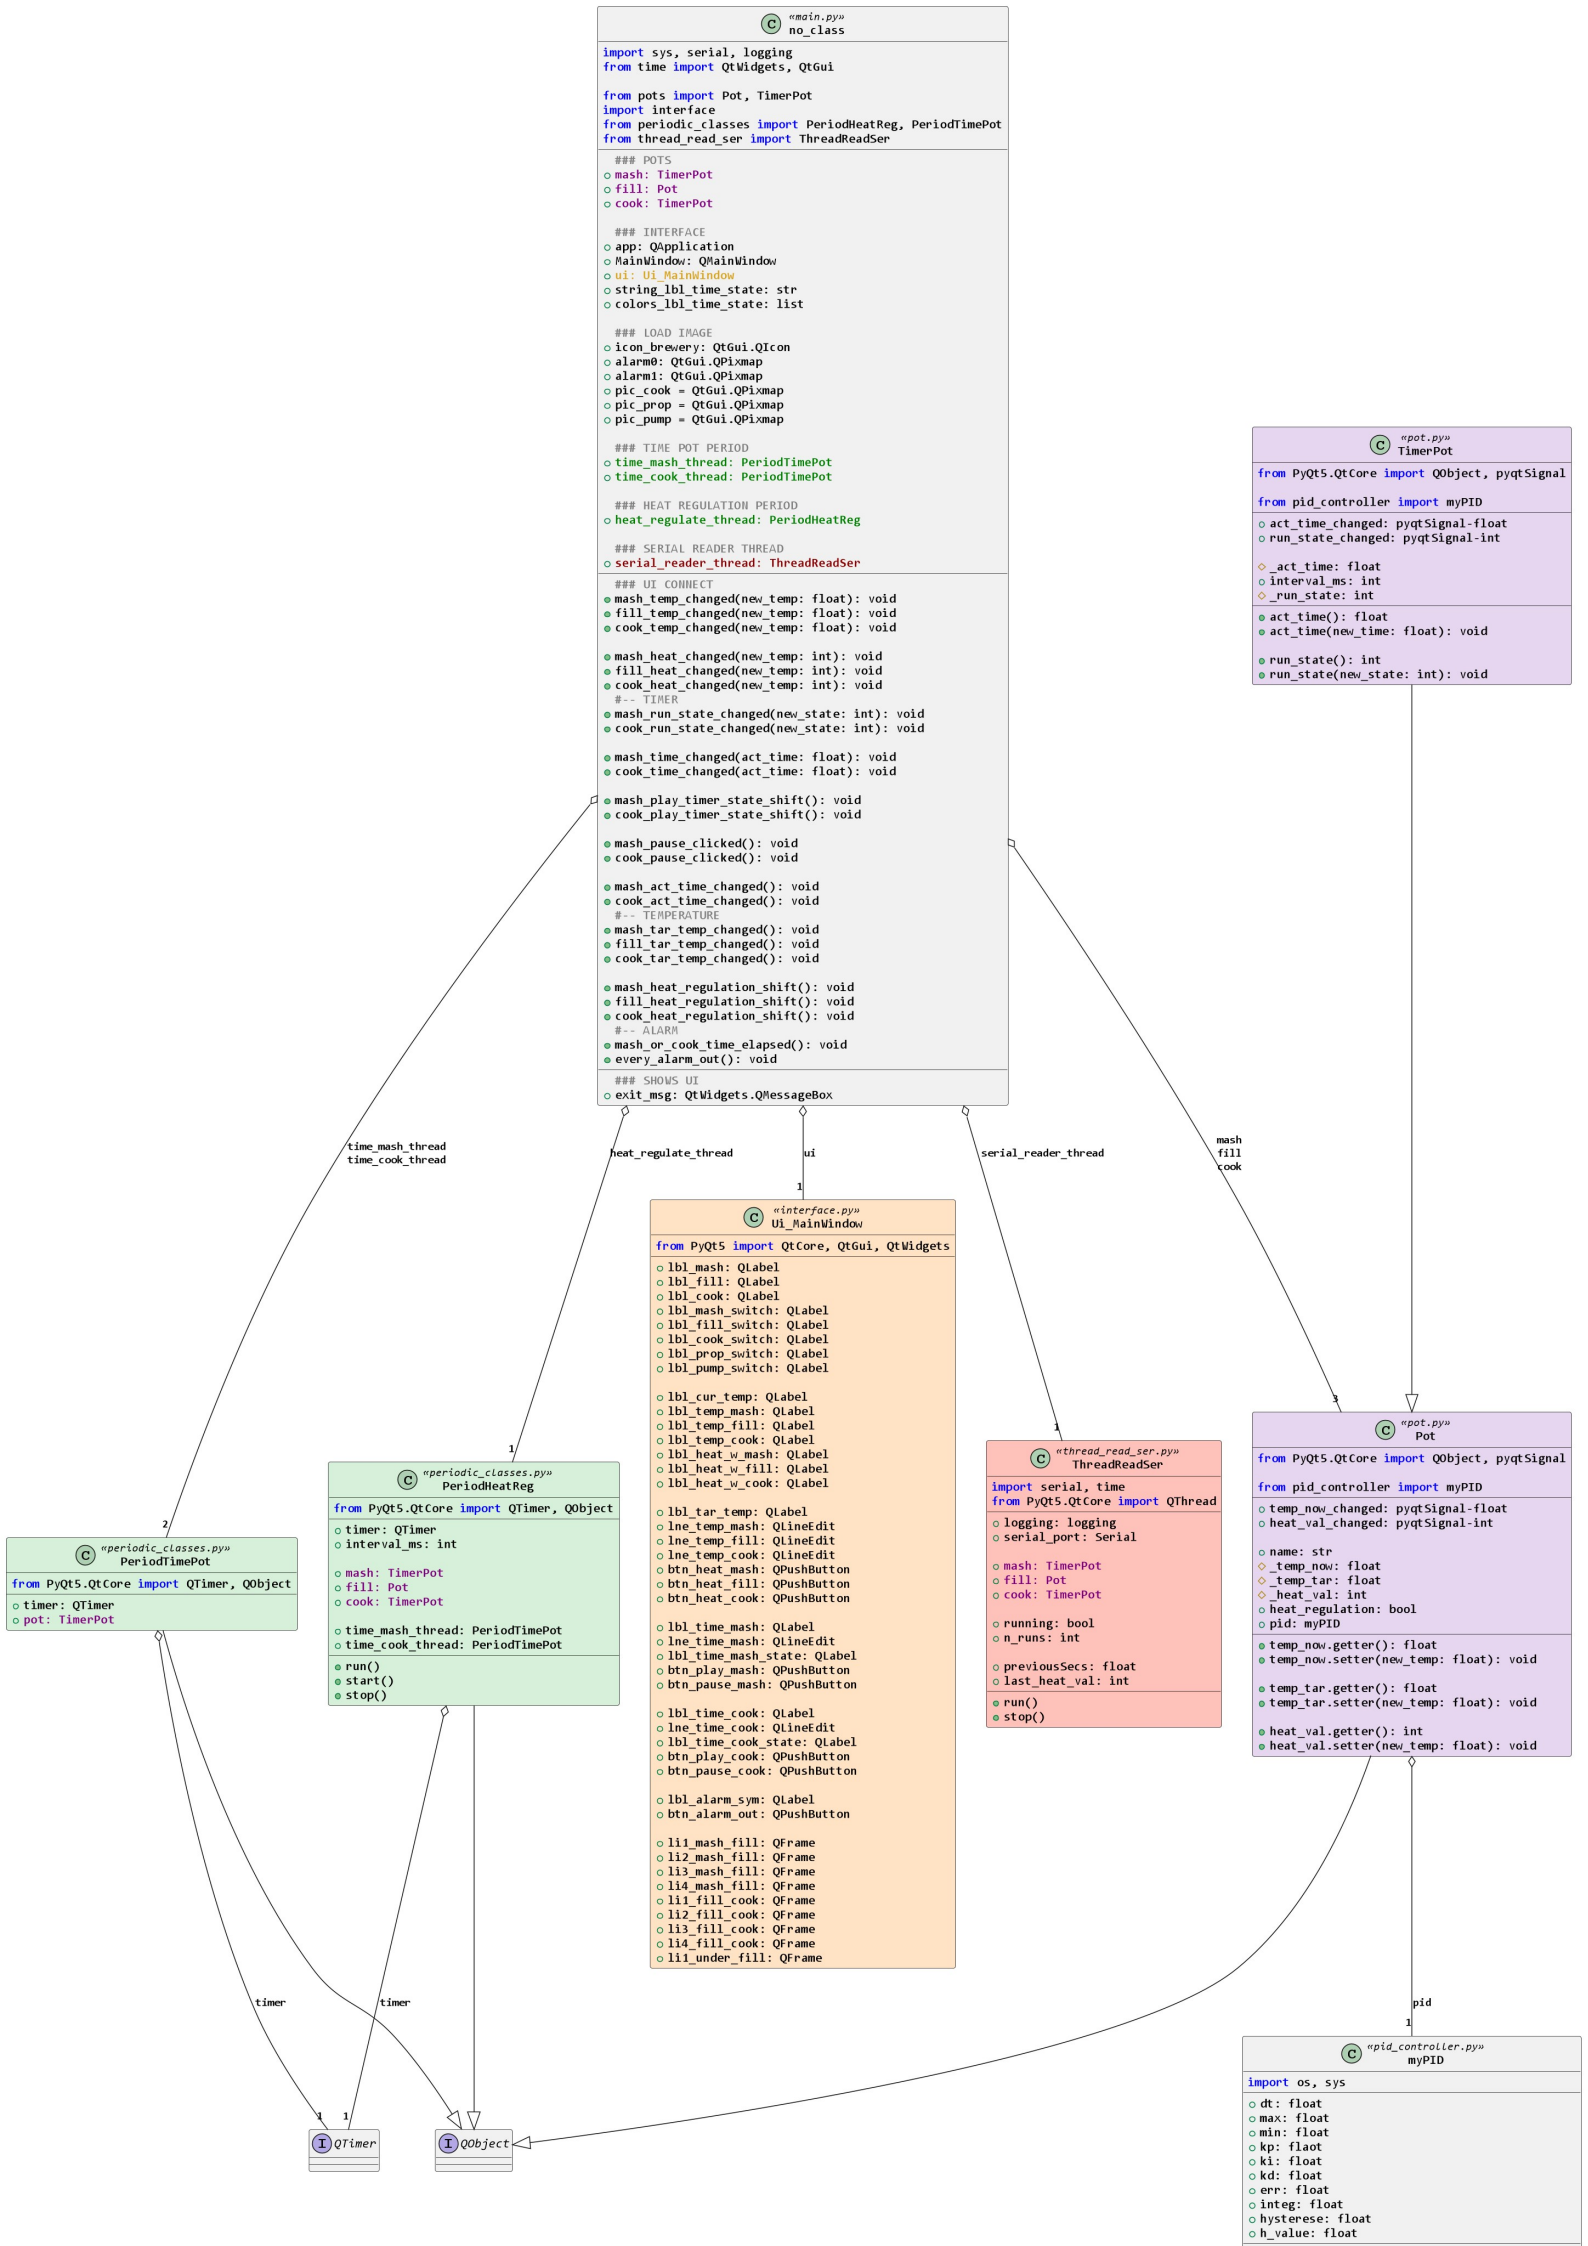 «main.py»
no_class
import sys, serial, logging
from time import QtWidgets, QtGui
from pots import Pot, TimerPot
import interface
from periodic_classes import PeriodHeatReg, PeriodTimePot
from thread_read_ser import ThreadReadSer
### POTS
mash: TimerPot
fill: Pot
cook: TimerPot
### INTERFACE
app: QApplication
MainWindow: QMainWindow
ui: Ui_MainWindow
string_lbl_time_state: str
colors_lbl_time_state: list
### LOAD IMAGE
icon_brewery: QtGui.QIcon
alarm0: QtGui.QPixmap
alarm1: QtGui.QPixmap
pic_cook = QtGui.QPixmap
pic_prop = QtGui.QPixmap
pic_pump = QtGui.QPixmap
### TIME POT PERIOD
time_mash_thread: PeriodTimePot
time_cook_thread: PeriodTimePot
### HEAT REGULATION PERIOD
heat_regulate_thread: PeriodHeatReg
### SERIAL READER THREAD
serial_reader_thread: ThreadReadSer
### UI CONNECT
mash_temp_changed(new_temp: float): void
fill_temp_changed(new_temp: float): void
cook_temp_changed(new_temp: float): void
mash_heat_changed(new_temp: int): void
fill_heat_changed(new_temp: int): void
cook_heat_changed(new_temp: int): void
#-- TIMER
mash_run_state_changed(new_state: int): void
cook_run_state_changed(new_state: int): void
mash_time_changed(act_time: float): void
cook_time_changed(act_time: float): void
mash_play_timer_state_shift(): void
cook_play_timer_state_shift(): void
mash_pause_clicked(): void
cook_pause_clicked(): void
mash_act_time_changed(): void
cook_act_time_changed(): void
#-- TEMPERATURE
mash_tar_temp_changed(): void
fill_tar_temp_changed(): void
cook_tar_temp_changed(): void
mash_heat_regulation_shift(): void
fill_heat_regulation_shift(): void
cook_heat_regulation_shift(): void
#-- ALARM
mash_or_cook_time_elapsed(): void
every_alarm_out(): void
### SHOWS UI
exit_msg: QtWidgets.QMessageBox
«pot.py»
TimerPot
from PyQt5.QtCore import QObject, pyqtSignal
from pid_controller import myPID
act_time_changed: pyqtSignal-float
run_state_changed: pyqtSignal-int
_act_time: float
interval_ms: int
_run_state: int
act_time(): float
act_time(new_time: float): void
run_state(): int
run_state(new_state: int): void
time_mash_thread
time_cook_thread
2
heat_regulate_thread
1
ui
1
serial_reader_thread
1
mash
fill
cook
3
«periodic_classes.py»
PeriodTimePot
from PyQt5.QtCore import QTimer, QObject
timer: QTimer
pot: TimerPot
«periodic_classes.py»
PeriodHeatReg
from PyQt5.QtCore import QTimer, QObject
timer: QTimer
interval_ms: int
mash: TimerPot
fill: Pot
cook: TimerPot
time_mash_thread: PeriodTimePot
time_cook_thread: PeriodTimePot
run()
start()
stop()
«interface.py»
Ui_MainWindow
from PyQt5 import QtCore, QtGui, QtWidgets
lbl_mash: QLabel
lbl_fill: QLabel
lbl_cook: QLabel
lbl_mash_switch: QLabel
lbl_fill_switch: QLabel
lbl_cook_switch: QLabel
lbl_prop_switch: QLabel
lbl_pump_switch: QLabel
lbl_cur_temp: QLabel
lbl_temp_mash: QLabel
lbl_temp_fill: QLabel
lbl_temp_cook: QLabel
lbl_heat_w_mash: QLabel
lbl_heat_w_fill: QLabel
lbl_heat_w_cook: QLabel
lbl_tar_temp: QLabel
lne_temp_mash: QLineEdit
lne_temp_fill: QLineEdit
lne_temp_cook: QLineEdit
btn_heat_mash: QPushButton
btn_heat_fill: QPushButton
btn_heat_cook: QPushButton
lbl_time_mash: QLabel
lne_time_mash: QLineEdit
lbl_time_mash_state: QLabel
btn_play_mash: QPushButton
btn_pause_mash: QPushButton
lbl_time_cook: QLabel
lne_time_cook: QLineEdit
lbl_time_cook_state: QLabel
btn_play_cook: QPushButton
btn_pause_cook: QPushButton
lbl_alarm_sym: QLabel
btn_alarm_out: QPushButton
li1_mash_fill: QFrame
li2_mash_fill: QFrame
li3_mash_fill: QFrame
li4_mash_fill: QFrame
li1_fill_cook: QFrame
li2_fill_cook: QFrame
li3_fill_cook: QFrame
li4_fill_cook: QFrame
li1_under_fill: QFrame
«thread_read_ser.py»
ThreadReadSer
import serial, time
from PyQt5.QtCore import QThread
logging: logging
serial_port: Serial
mash: TimerPot
fill: Pot
cook: TimerPot
running: bool
n_runs: int
previousSecs: float
last_heat_val: int
run()
stop()
«pot.py»
Pot
from PyQt5.QtCore import QObject, pyqtSignal
from pid_controller import myPID
temp_now_changed: pyqtSignal-float
heat_val_changed: pyqtSignal-int
name: str
_temp_now: float
_temp_tar: float
_heat_val: int
heat_regulation: bool
pid: myPID
temp_now.getter(): float
temp_now.setter(new_temp: float): void
temp_tar.getter(): float
temp_tar.setter(new_temp: float): void
heat_val.getter(): int
heat_val.setter(new_temp: float): void
timer
1
timer
1
pid
1
QTimer
QObject
«pid_controller.py»
myPID
import os, sys
dt: float
max: float
min: float
kp: flaot
ki: float
kd: float
err: float
integ: float
hysterese: float
h_value: float